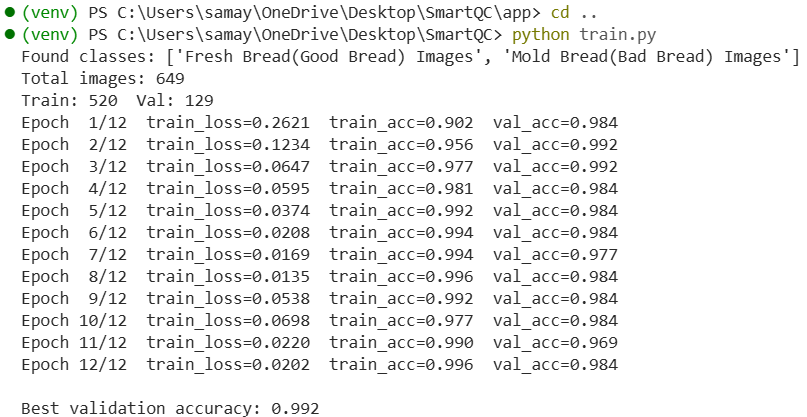 (venv) PS C:\Users\samay\OneDrive\Desktop\SmartQC\app> cd ..
(venv) PS C:\Users\samay\OneDrive\Desktop\SmartQC> python train.py
Found classes: ['Fresh Bread(Good Bread) Images', 'Mold Bread(Bad Bread) Images']
Total images: 649
Train: 520  Val: 129
Epoch  1/12  train_loss=0.2621  train_acc=0.902  val_acc=0.984
Epoch  2/12  train_loss=0.1234  train_acc=0.956  val_acc=0.992
Epoch  3/12  train_loss=0.0647  train_acc=0.977  val_acc=0.992
Epoch  4/12  train_loss=0.0595  train_acc=0.981  val_acc=0.984
Epoch  5/12  train_loss=0.0374  train_acc=0.992  val_acc=0.984
Epoch  6/12  train_loss=0.0208  train_acc=0.994  val_acc=0.984
Epoch  7/12  train_loss=0.0169  train_acc=0.994  val_acc=0.977
Epoch  8/12  train_loss=0.0135  train_acc=0.996  val_acc=0.984
Epoch  9/12  train_loss=0.0538  train_acc=0.992  val_acc=0.984
Epoch 10/12  train_loss=0.0698  train_acc=0.977  val_acc=0.984
Epoch 11/12  train_loss=0.0220  train_acc=0.990  val_acc=0.969
Epoch 12/12  train_loss=0.0202  train_acc=0.996  val_acc=0.984
Best validation accuracy: 0.992